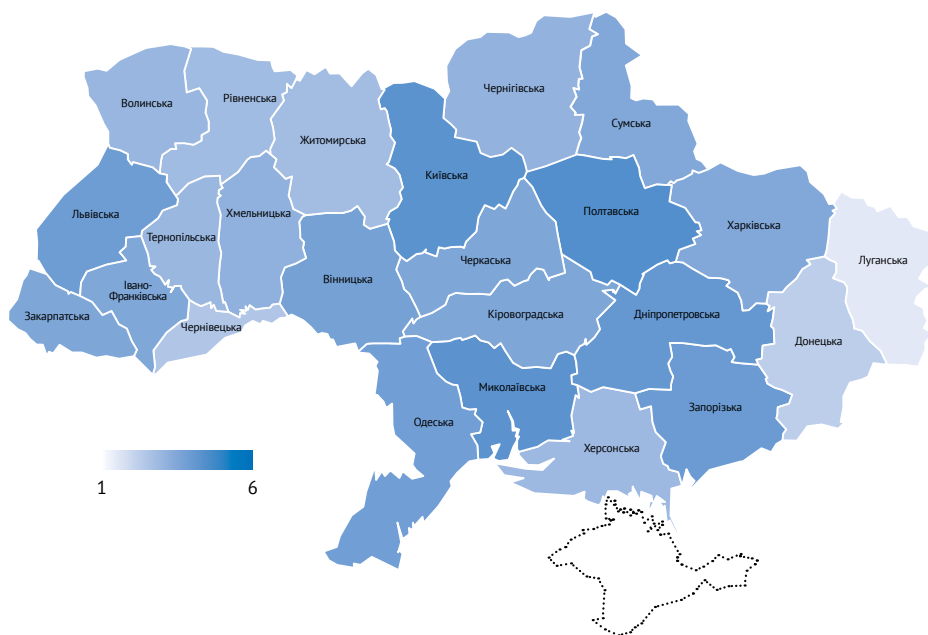 Чернігівська
Волинська
Рівненська
Сумська
Житомирська
Київська
Львівська
Хмельницька
Полтавська
Тернопільська
Харківська
Черкаська
Луганська
Вінницька
Івано-
Франківська
Закарпатська
Чернівецька
Кіровоградська
Дніпропетровська
Донецька
Миколаївська
Запорізька
Одеська
Херсонська
1
6